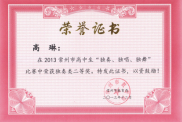 荣誉证书
高琳：
在2013常州市高中生“独奏、独唱、独舞”
比赛中荣获独奏类二等奖，特发此证书，以资鼓励！